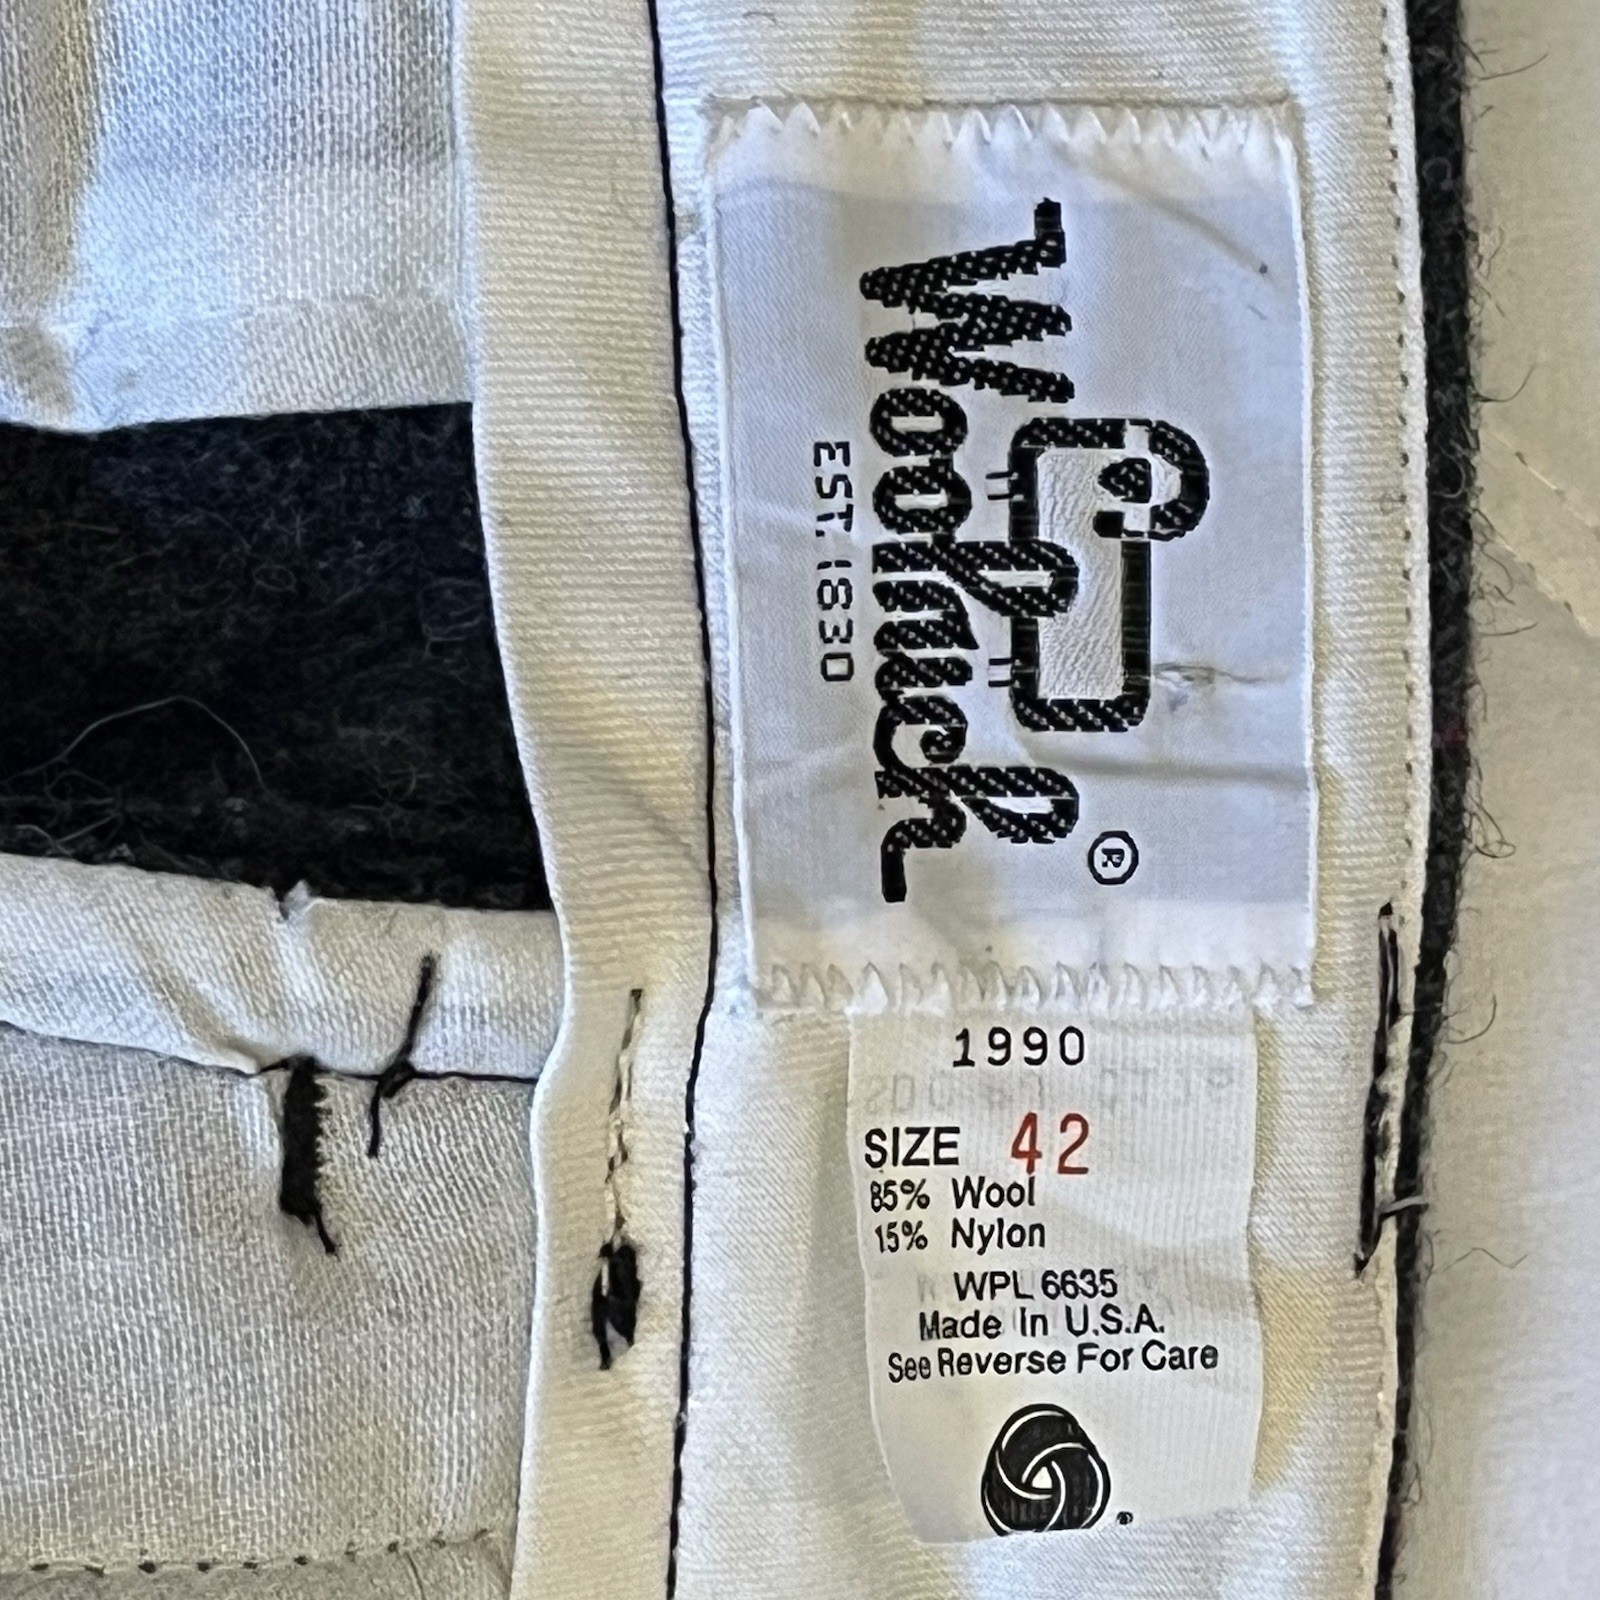 Woolrich
®
EST. 1830
1990
SIZE 42
85% Wool
15% Nylon
WPL 6635
Made In U.S.A.
See Reverse For Care